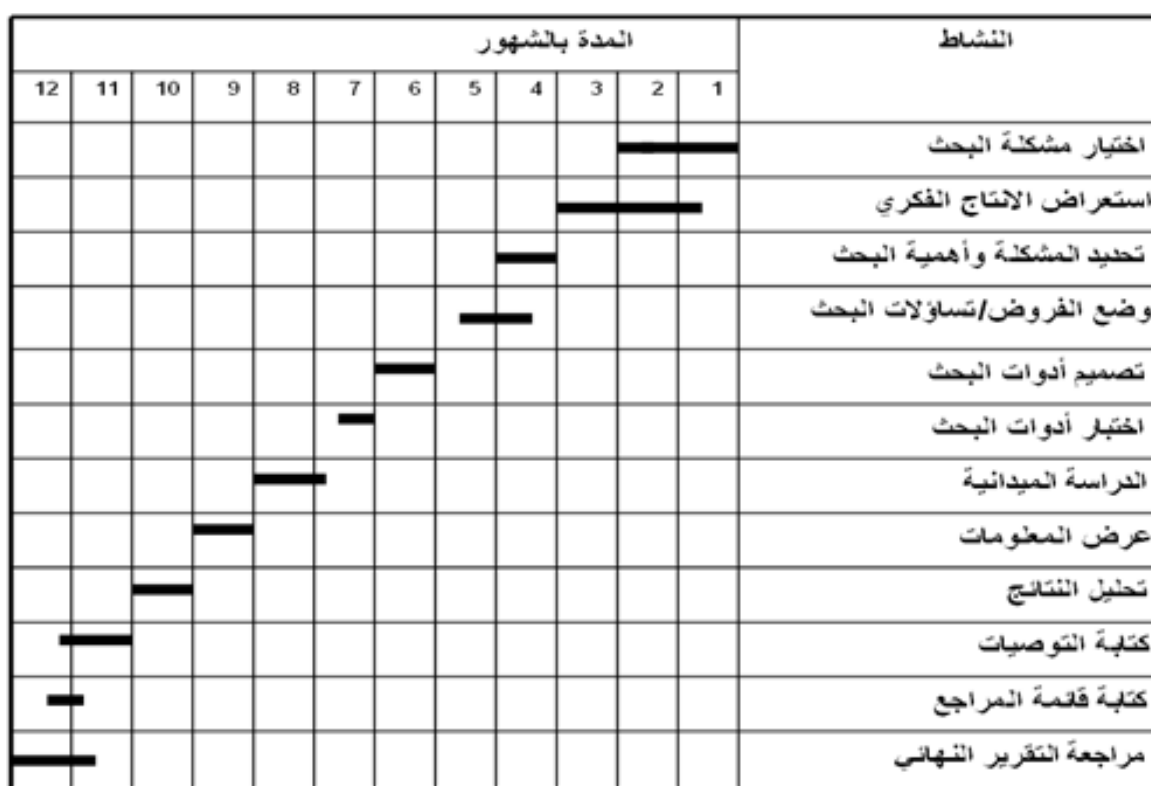 النشاط
المدة بالشهور
1 2 3 4 5 6 7 8 9 10 11 12
اختيار مشكلة البحث
استعراض الانتاج الفكري
تحديد المشكلة وأهمية البحث
وضع الفروض/تساؤلات البحث
تصميم أدوات البحث
اختبار أدوات البحث
الدراسة الميدانية
عرض المعلومات
تحليل النتائج
كتابة التوصيات
كتابة قائمة المراجع
مراجعة التقرير النهائي